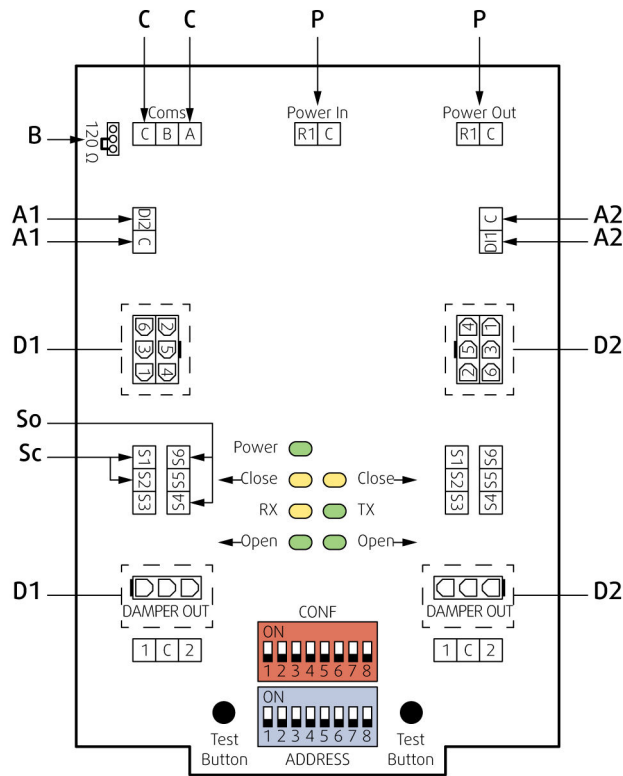 C C P P
Coms Power In Power Out
B 120 Ω C B A R1 C R1 C
A1 DI2 C A2
A1 C DI1 A2
D1 6 2 4 1 D2
3 5 5 3
1 4 2 6
So
Sc S1 S6 Power S1 S6
S2 S5 Close Close S2 S5
S3 S4 RX TX S3 S4
Open Open
D1 D2
DAMPER OUT CONF DAMPER OUT
1 C 2 ON 1 C 2
1 2 3 4 5 6 7 8
ON
1 2 3 4 5 6 7 8
Test Button Test Button
ADDRESS